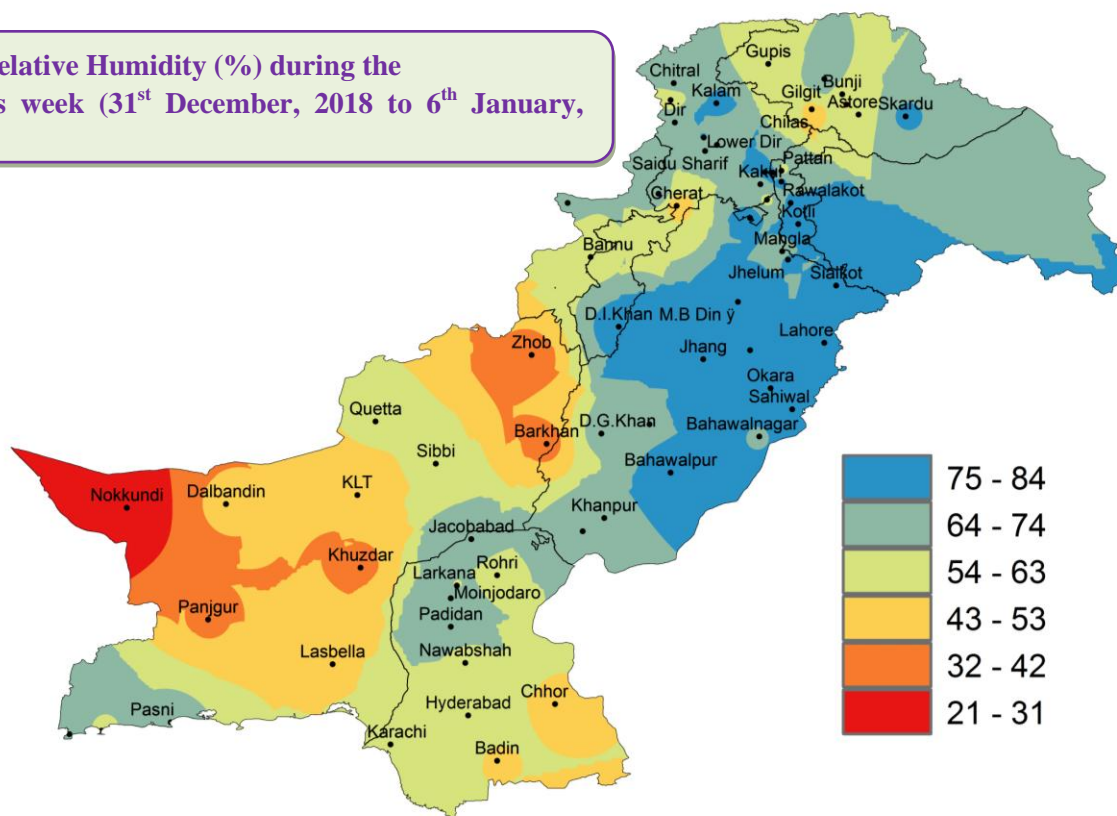 elative Humidity (%) during the
s week (31st December, 2018 to 6th January,
Gupis
Chitral
Bunji
Kalam
Gilgit
Astore
Skardu
Dir
Chilas
Lower Dir
Pattan
Saidu Sharif
Kakul
Cherat
Rawalakot
Kotli
Bannu
Mangla
Jhelum
Sialkot
D.I.Khan
M.B Din ÿ
Lahore
Zhob
Jhang
Okara
Sahiwal
Quetta
D.G.Khan
Bahawalnagar
Barkhan
Sibbi
Bahawalpur
75 - 84
KLT
Nokkundi
Dalbandin
Khanpur
64 - 74
Jacobabad
Khuzdar
Rohri
Larkana
54 - 63
Moinjodaro
Panjgur
Padidan
43 - 53
Lasbella
Nawabshah
Chhor
32 - 42
Pasni
Hyderabad
21 - 31
Karachi
Badin